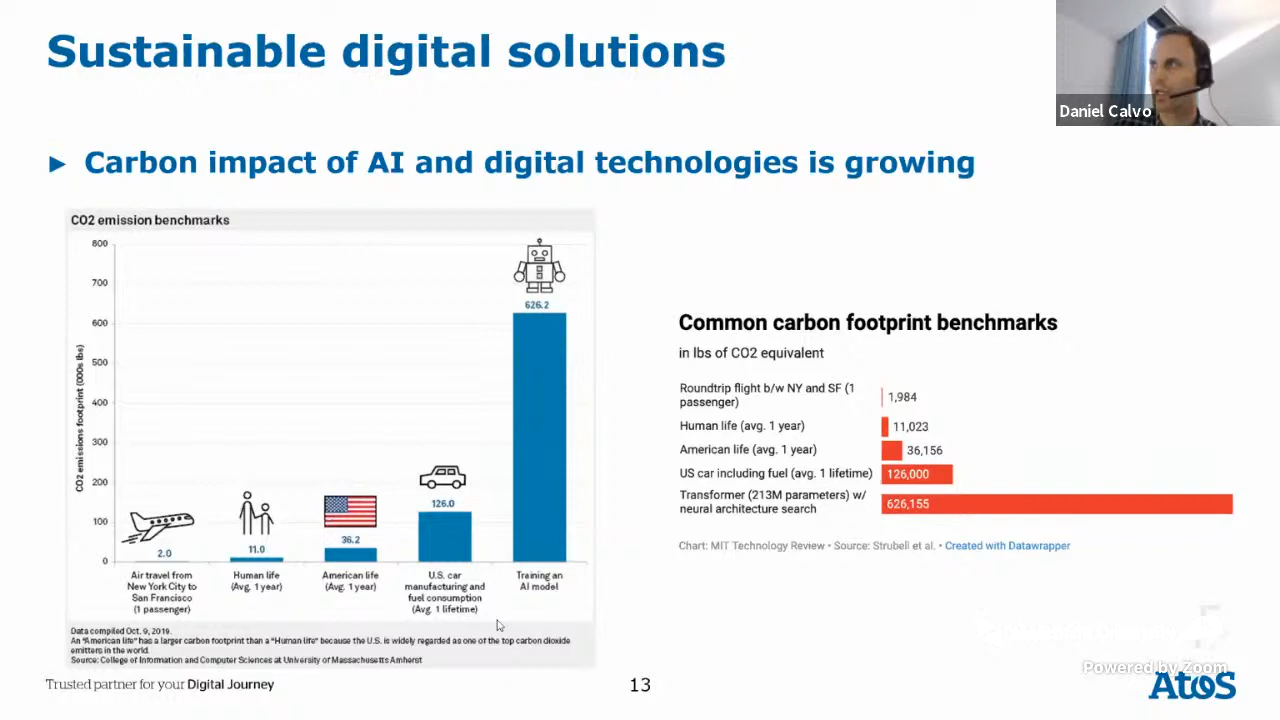 Sustainable digital solutions
Daniel Calvo
► Carbon impact of AI and digital technologies is growing
CO2 emission benchmarks
CO2 emissions footprint (000s lbs)
800
700
600
500
400
300
200
100
0
2.0
11.0
36.2
126.0
626.2
Air travel from
New York City to
San Francisco
(1 passenger)
Human life
(Avg. 1 year)
American life
(Avg. 1 year)
U.S. car
manufacturing and
fuel consumption
(Avg. 1 lifetime)
Training an
AI model
Data compiled Oct. 9, 2019.
An "American life" has a larger carbon footprint than a "Human life" because the U.S. is widely regarded as one of the top carbon dioxide
emitters in the world.
Source: College of Information and Computer Sciences at University of Massachusetts Amherst
Common carbon footprint benchmarks
in lbs of CO2 equivalent
Roundtrip flight b/w NY and SF (1
passenger)
1,984
Human life (avg. 1 year)
11,023
American life (avg. 1 year)
36,156
US car including fuel (avg. 1 lifetime)
126,000
Transformer (213M parameters) w/
neural architecture search
626,155
Chart: MIT Technology Review • Source: Strubell et al. • Created with Datawrapper
Trusted partner for your Digital Journey
13
Powered by Zoom
Atos